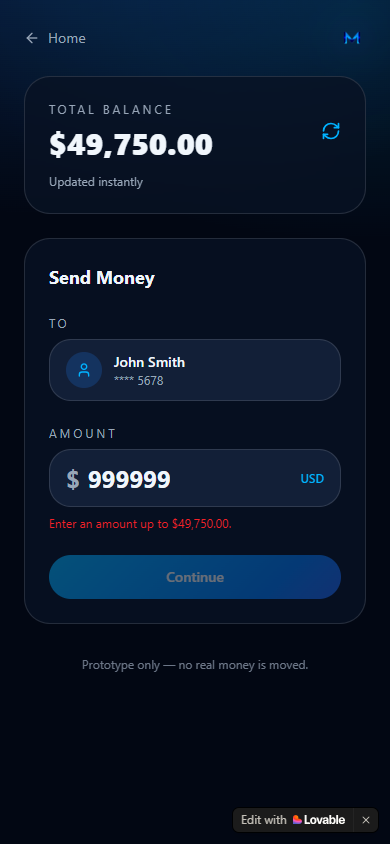 Home
TOTAL BALANCE
$49,750.00
Updated instantly
Send Money
TO
John Smith
**** 5678
AMOUNT
$ 999999 USD
Enter an amount up to $49,750.00.
Continue
Prototype only — no real money is moved.
Edit with Lovable